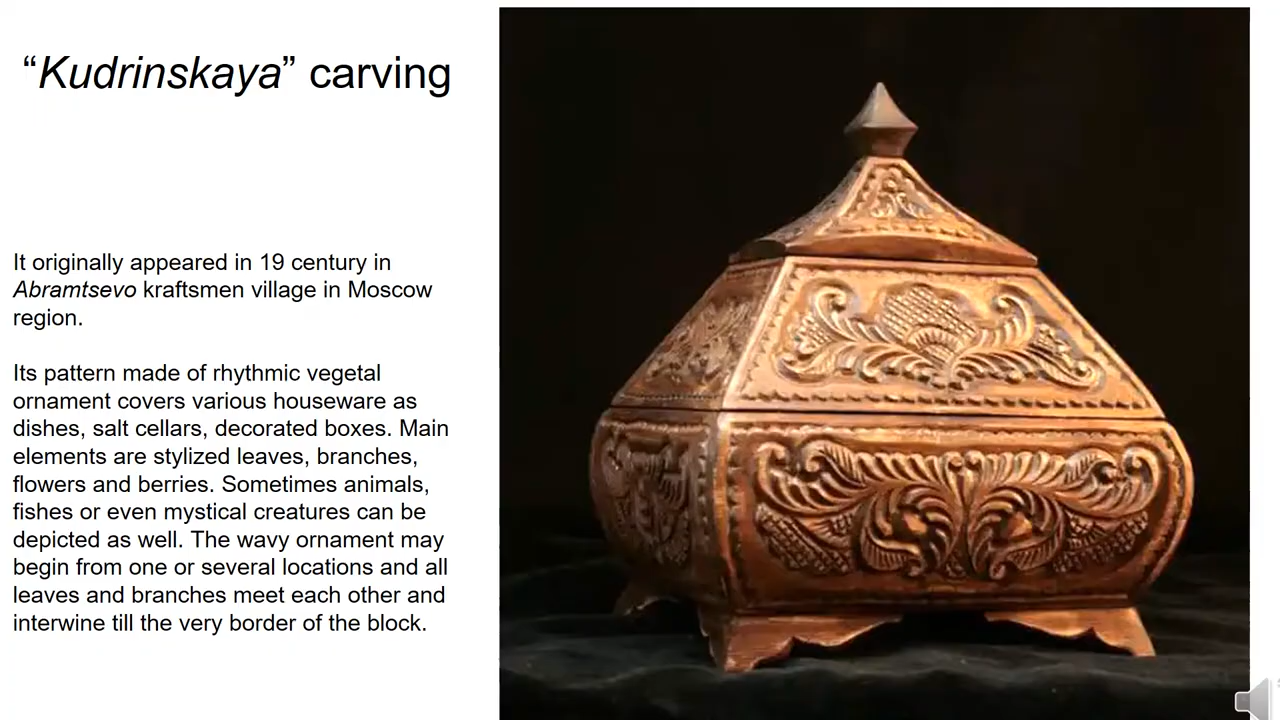 “Kudrinskaya” carving
It originally appeared in 19 century in
Abramtsevo kraftsmen village in Moscow
region.
Its pattern made of rhythmic vegetal
ornament covers various houseware as
dishes, salt cellars, decorated boxes. Main
elements are stylized leaves, branches,
flowers and berries. Sometimes animals,
fishes or even mystical creatures can be
depicted as well. The wavy ornament may
begin from one or several locations and all
leaves and branches meet each other and
interwine till the very border of the block.